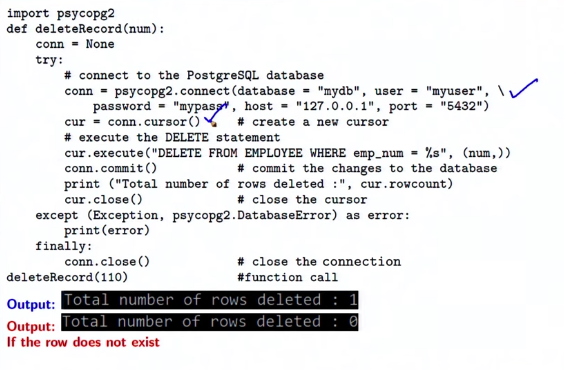 import psycopg2
def deleteRecord(num):
    conn = None
    try:
        # connect to the PostgreSQL database
        conn = psycopg2.connect(database = "mydb", user = "myuser", \
            password = "mypass", host = "127.0.0.1", port = "5432")
        cur = conn.cursor()      # create a new cursor
        # execute the DELETE statement
        cur.execute("DELETE FROM EMPLOYEE WHERE emp_num = %s", (num,))
        conn.commit()            # commit the changes to the database
        print ("Total number of rows deleted :", cur.rowcount)
        cur.close()              # close the cursor
    except (Exception, psycopg2.DatabaseError) as error:
        print(error)
    finally:
        conn.close()             # close the connection
deleteRecord(110)                #function call
Output: Total number of rows deleted : 1
Output: Total number of rows deleted : 0
If the row does not exist